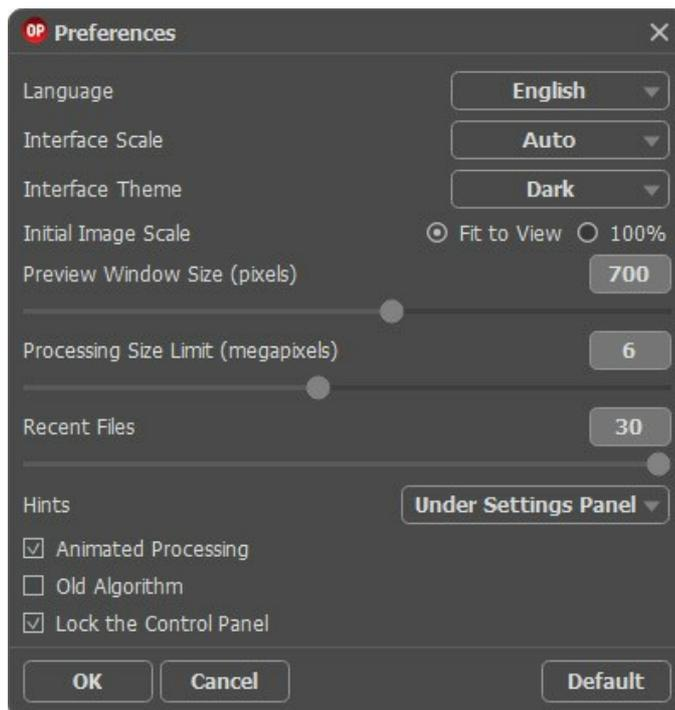 OP Preferences
Language English
Interface Scale Auto
Interface Theme Dark
Initial Image Scale Fit to View 100%
Preview Window Size (pixels) 700
Processing Size Limit (megapixels) 6
Recent Files 30
Hints Under Settings Panel
Animated Processing
Old Algorithm
Lock the Control Panel
OK Cancel Default